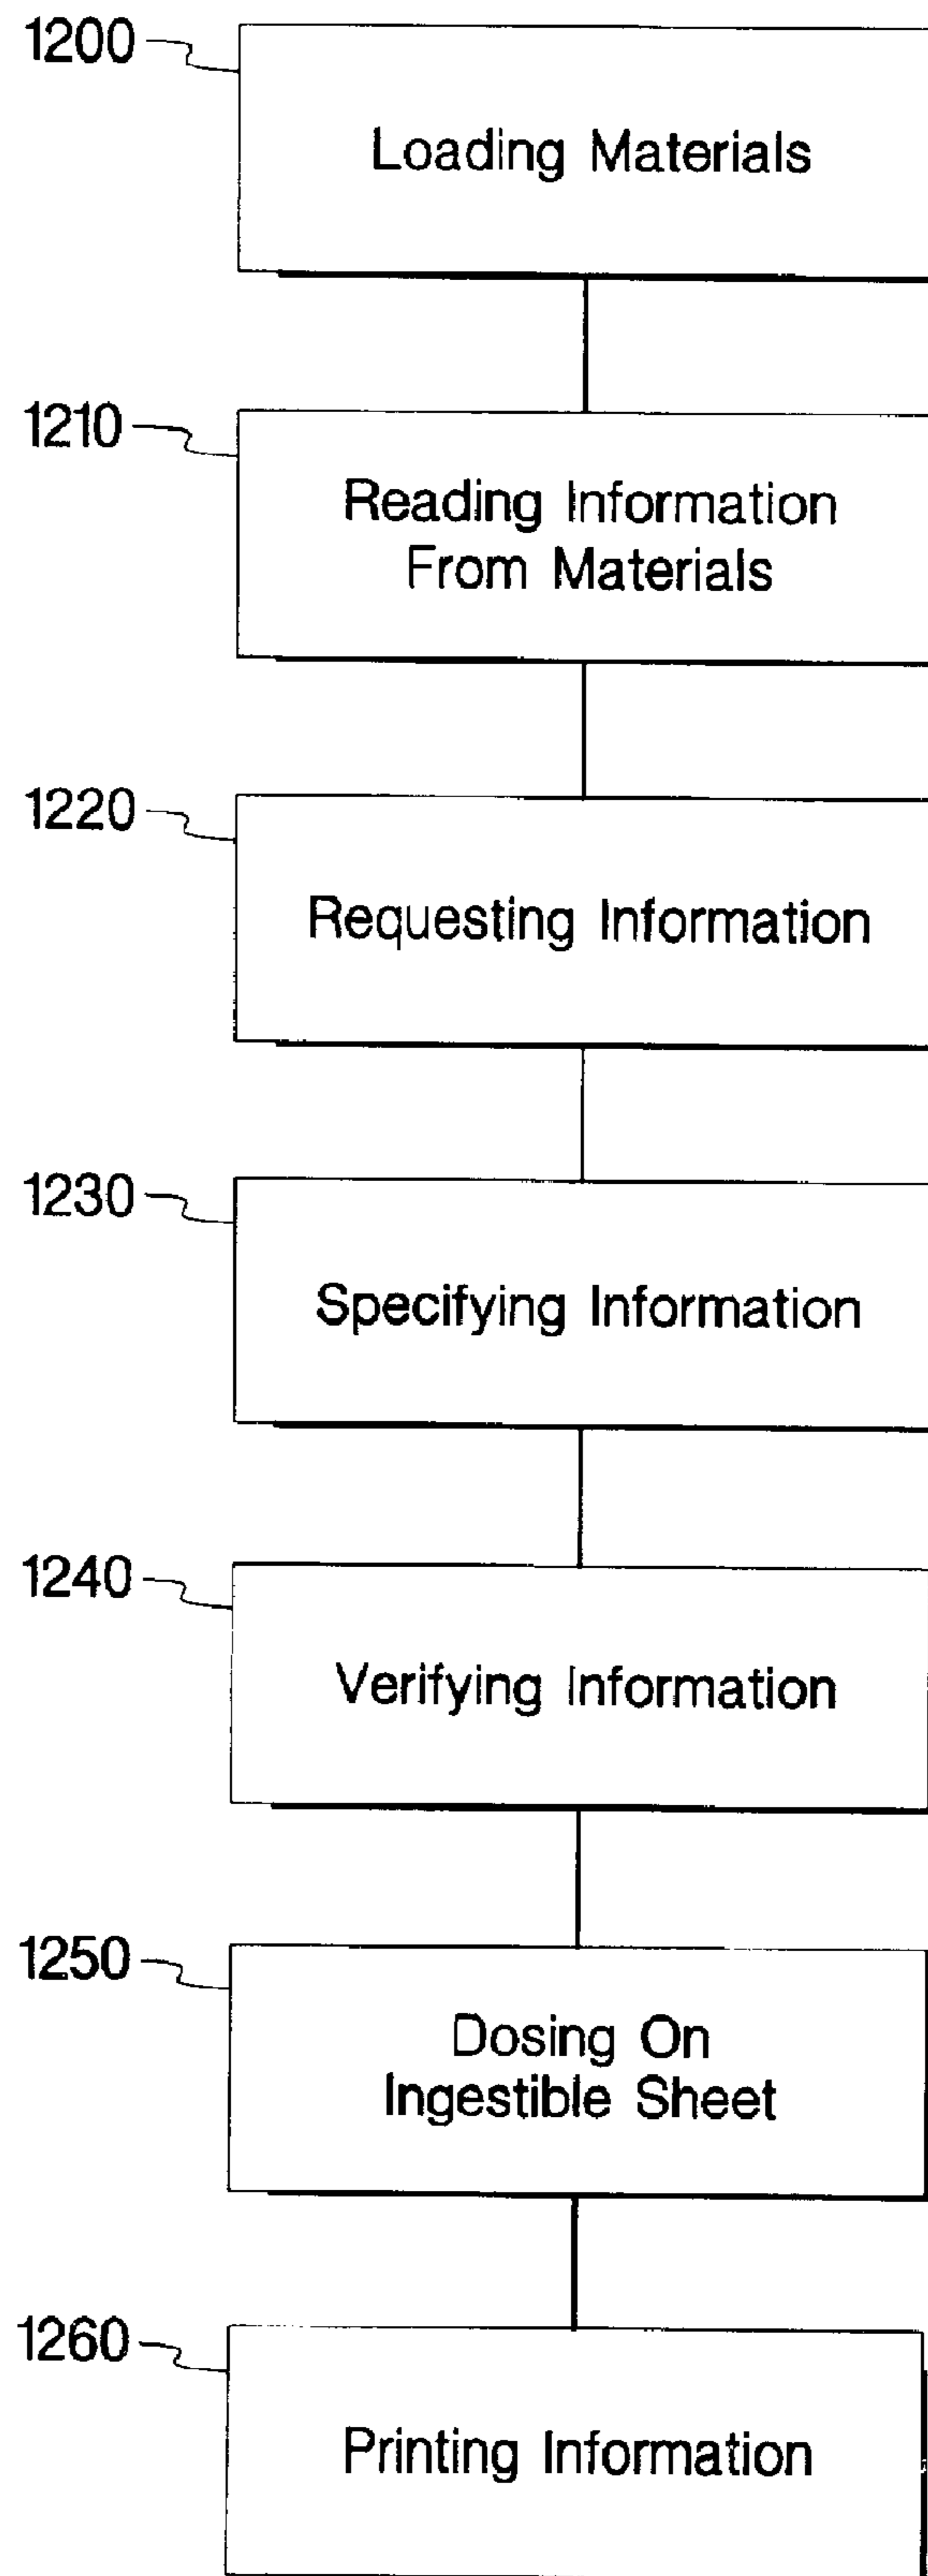 1200
Loading Materials
1210
Reading Information
From Materials
1220
Requesting Information
1230
Specifying Information
1240
Verifying Information
1250
Dosing On
Ingestible Sheet
1260
Printing Information